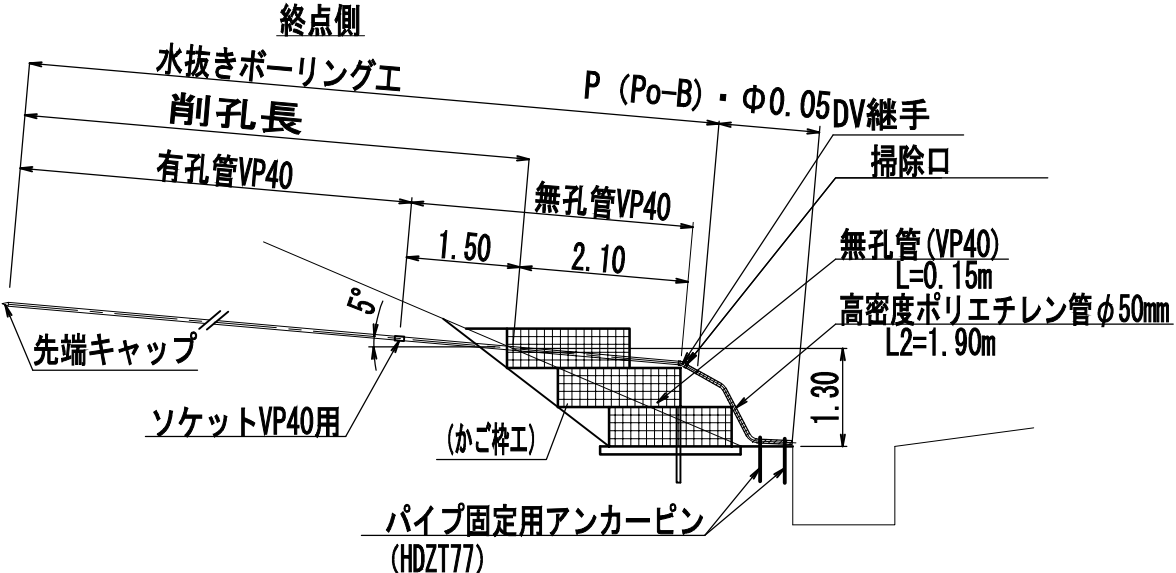 終点側
水抜きボーリング工
P (Po-B)・Φ0.05
DV継手
削孔長
掃除口
有孔管VP40
無孔管VP40
1.50
2.10
無孔管(VP40)
L=0.15m
5°
高密度ポリエチレン管φ50mm
L2=1.90m
先端キャップ
1.30
ソケットVP40用
(かご枠工)
パイプ固定用アンカーピン
(HDZT77)